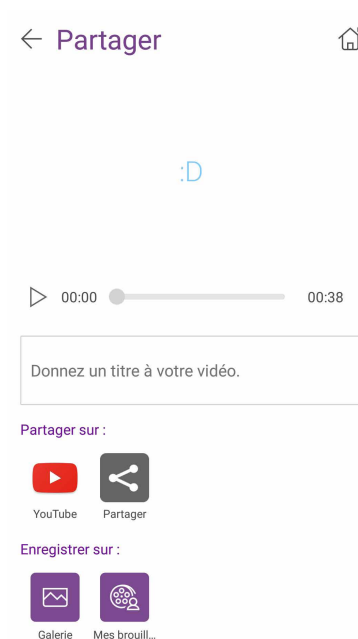 Partager
:D
00:00
00:38
Donnez un titre à votre vidéo.
Partager sur :
YouTube Partager
Enregistrer sur :
Galerie Mes brouill...